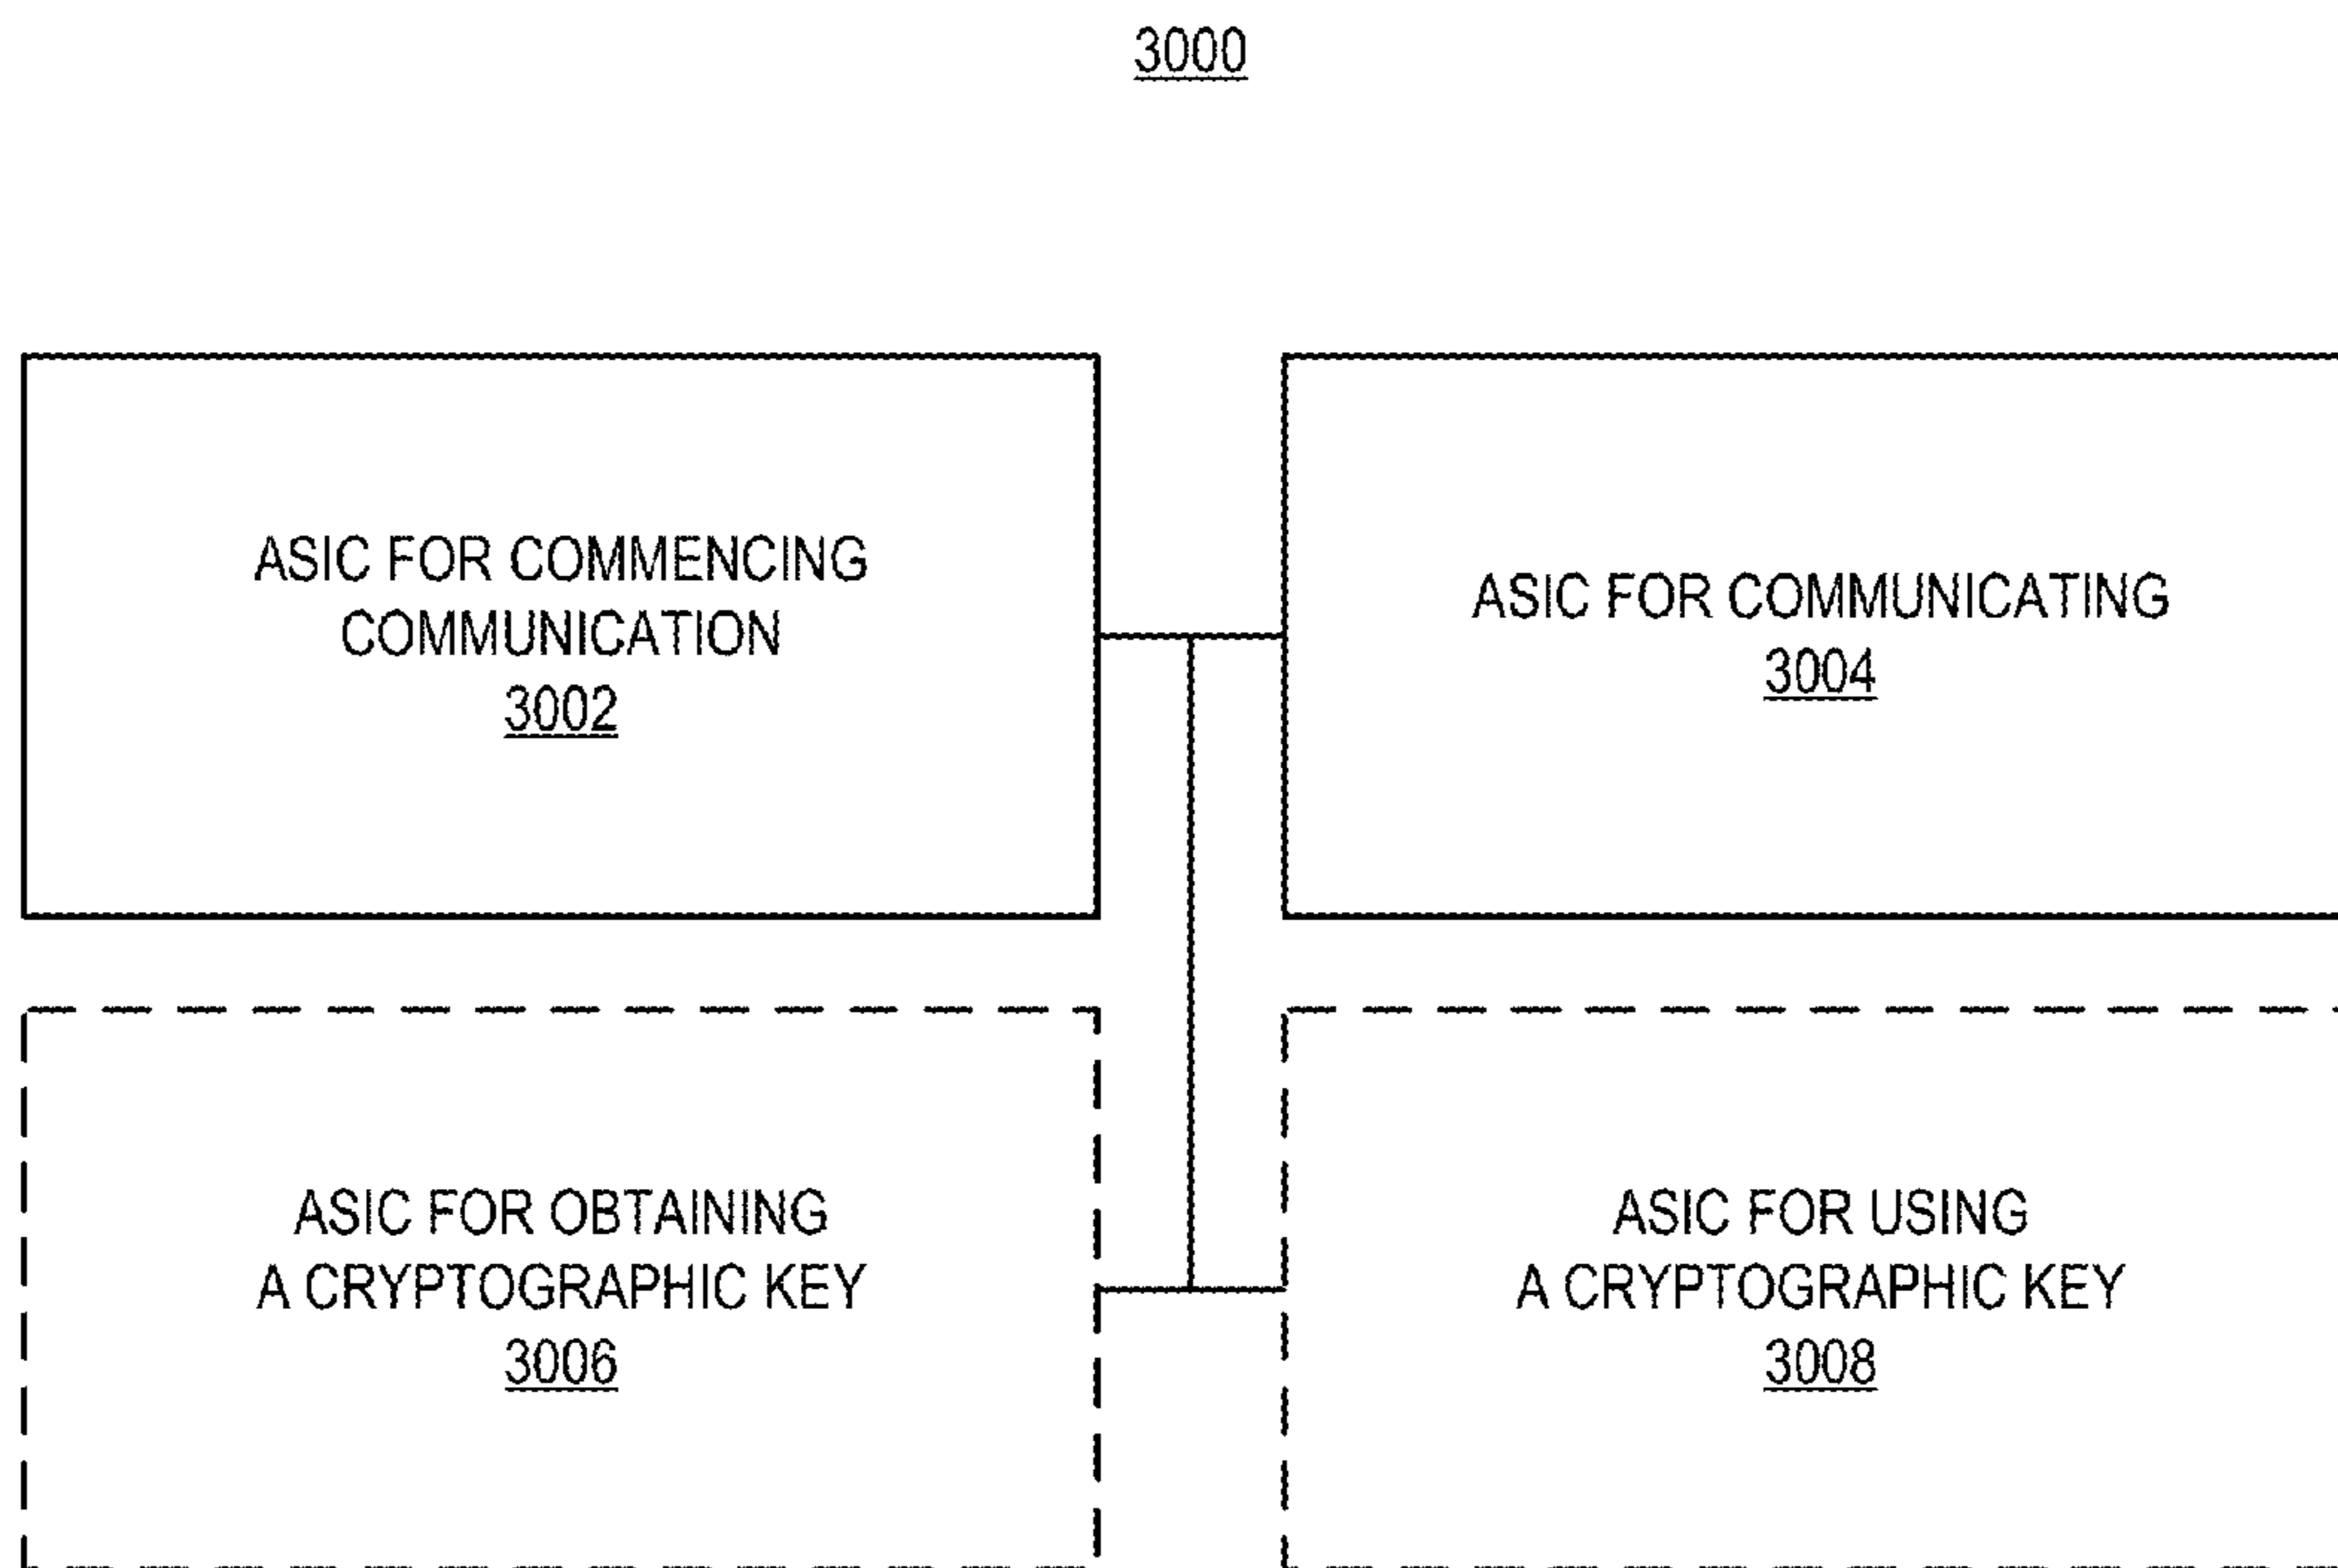 3000
ASIC FOR COMMENCING
COMMUNICATION
3002
ASIC FOR COMMUNICATING
3004
ASIC FOR OBTAINING
A CRYPTOGRAPHIC KEY
3006
ASIC FOR USING
A CRYPTOGRAPHIC KEY
3008